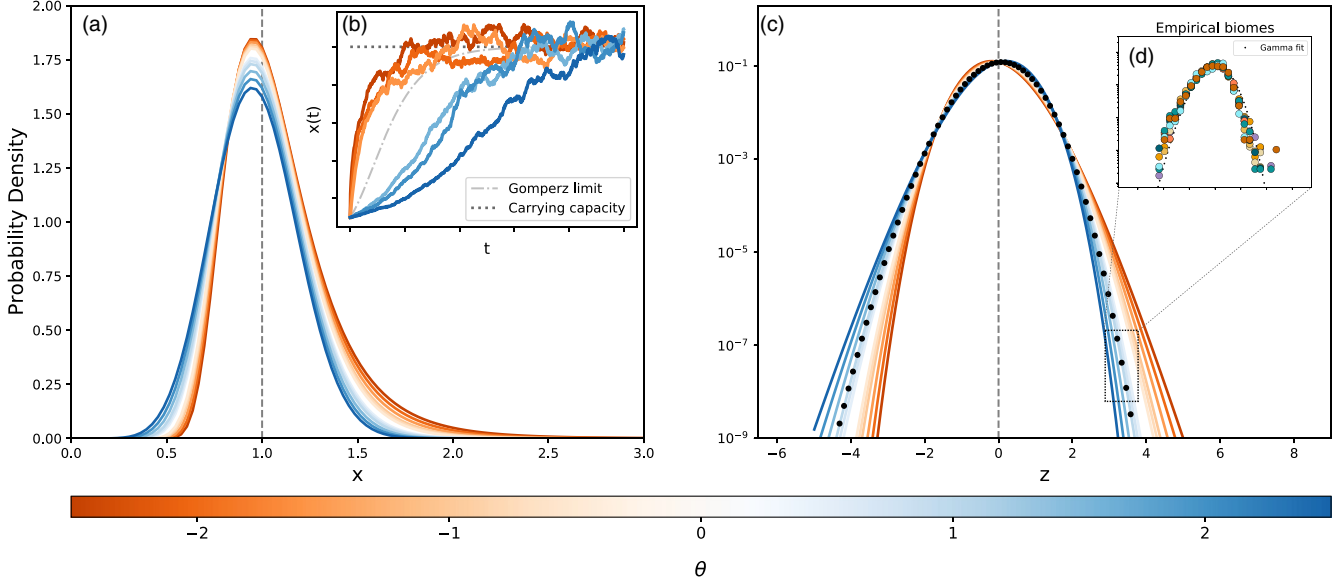 (a)
(b)
x(t)
t
Gomperz limit
Carrying capacity
Probability Density
2.00
1.75
1.50
1.25
1.00
0.75
0.50
0.25
0.00
0.0 0.5 1.0 1.5 2.0 2.5 3.0
x
(c)
Empirical biomes
(d)
Gamma fit
10⁻¹
10⁻³
10⁻⁵
10⁻⁷
10⁻⁹
−6 −4 −2 0 2 4 6 8
z
−2 −1 0 1 2
θ